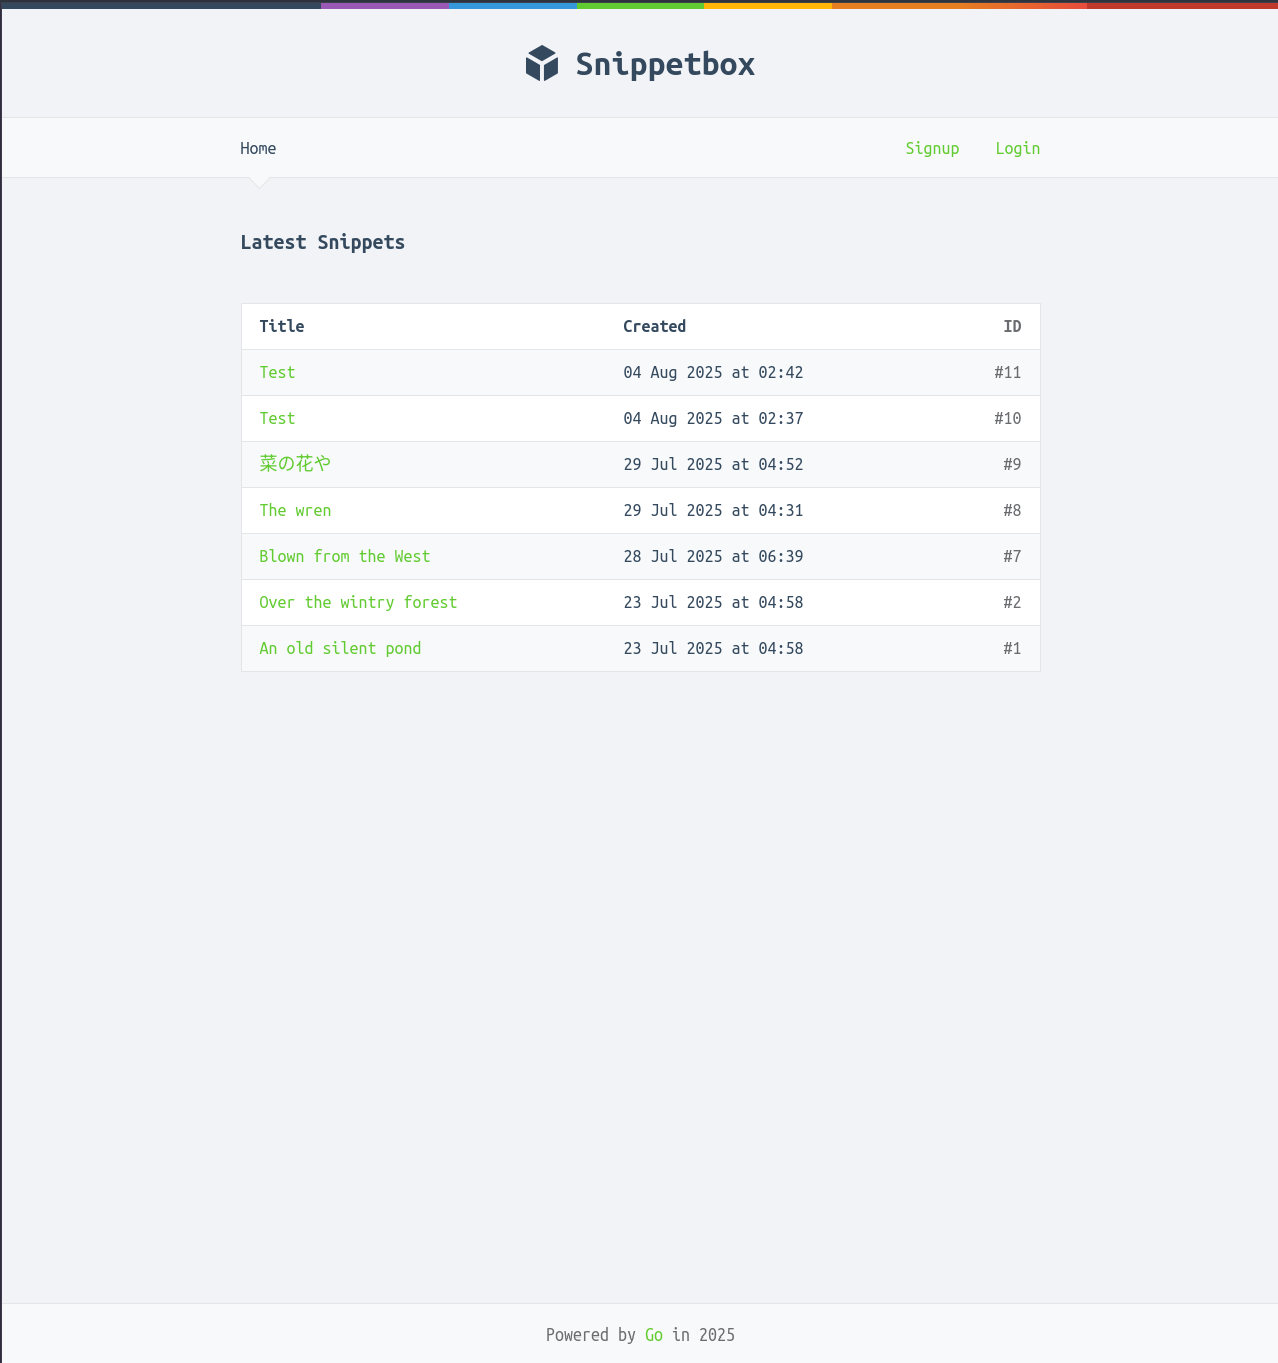 Snippetbox
Home Signup Login
Latest Snippets
Title Created ID
Test 04 Aug 2025 at 02:42 #11
Test 04 Aug 2025 at 02:37 #10
菜の花や 29 Jul 2025 at 04:52 #9
The wren 29 Jul 2025 at 04:31 #8
Blown from the West 28 Jul 2025 at 06:39 #7
Over the wintry forest 23 Jul 2025 at 04:58 #2
An old silent pond 23 Jul 2025 at 04:58 #1
Powered by Go in 2025